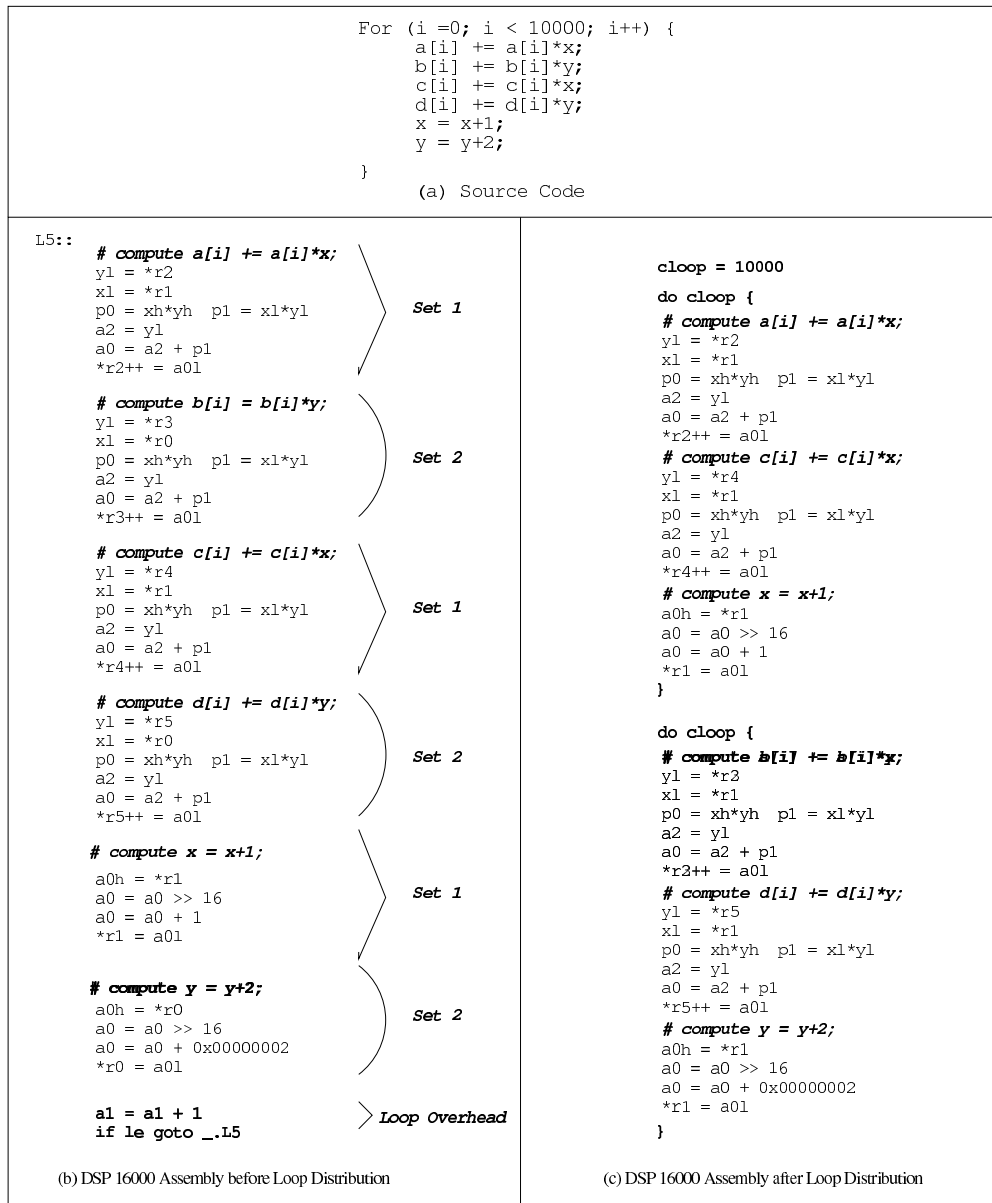 For (i =0; i < 10000; i++) {
a[i] += a[i]*x;
b[i] += b[i]*y;
c[i] += c[i]*x;
d[i] += d[i]*y;
x = x+1;
y = y+2;
}
(a) Source Code
L5::
# compute a[i] += a[i]*x;
yl = *r2
xl = *r1
p0 = xh*yh p1 = xl*yl
a2 = yl
a0 = a2 + p1
*r2++ = a0l
Set 1
# compute b[i] = b[i]*y;
yl = *r3
xl = *r0
p0 = xh*yh p1 = xl*yl
a2 = yl
a0 = a2 + p1
*r3++ = a0l
Set 2
# compute c[i] += c[i]*x;
yl = *r4
xl = *r1
p0 = xh*yh p1 = xl*yl
a2 = yl
a0 = a2 + p1
*r4++ = a0l
Set 1
# compute d[i] += d[i]*y;
yl = *r5
xl = *r0
p0 = xh*yh p1 = xl*yl
a2 = yl
a0 = a2 + p1
*r5++ = a0l
Set 2
# compute x = x+1;
a0h = *r1
a0 = a0 >> 16
a0 = a0 + 1
*r1 = a0l
Set 1
# compute y = y+2;
a0h = *r0
a0 = a0 >> 16
a0 = a0 + 0x00000002
*r0 = a0l
Set 2
a1 = a1 + 1
if le goto _.L5
Loop Overhead
(b) DSP 16000 Assembly before Loop Distribution
cloop = 10000
do cloop {
# compute a[i] += a[i]*x;
yl = *r2
xl = *r1
p0 = xh*yh p1 = xl*yl
a2 = yl
a0 = a2 + p1
*r2++ = a0l
# compute c[i] += c[i]*x;
yl = *r4
xl = *r1
p0 = xh*yh p1 = xl*yl
a2 = yl
a0 = a2 + p1
*r4++ = a0l
# compute x = x+1;
a0h = *r1
a0 = a0 >> 16
a0 = a0 + 1
*r1 = a0l
}
do cloop {
# compute +=
yl =
xl = *r1
p0 = xh*yh p1 = xl*yl
a2 = yl
a0 = a2 + p1
= a0l
# compute d[i] += d[i]*y;
yl = *r5
xl = *r1
p0 = xh*yh p1 = xl*yl
a2 = yl
a0 = a2 + p1
*r5++ = a0l
# compute y = y+2;
a0h = *r1
a0 = a0 >> 16
a0 = a0 + 0x00000002
*r1 = a0l
}
(c) DSP 16000 Assembly after Loop Distribution